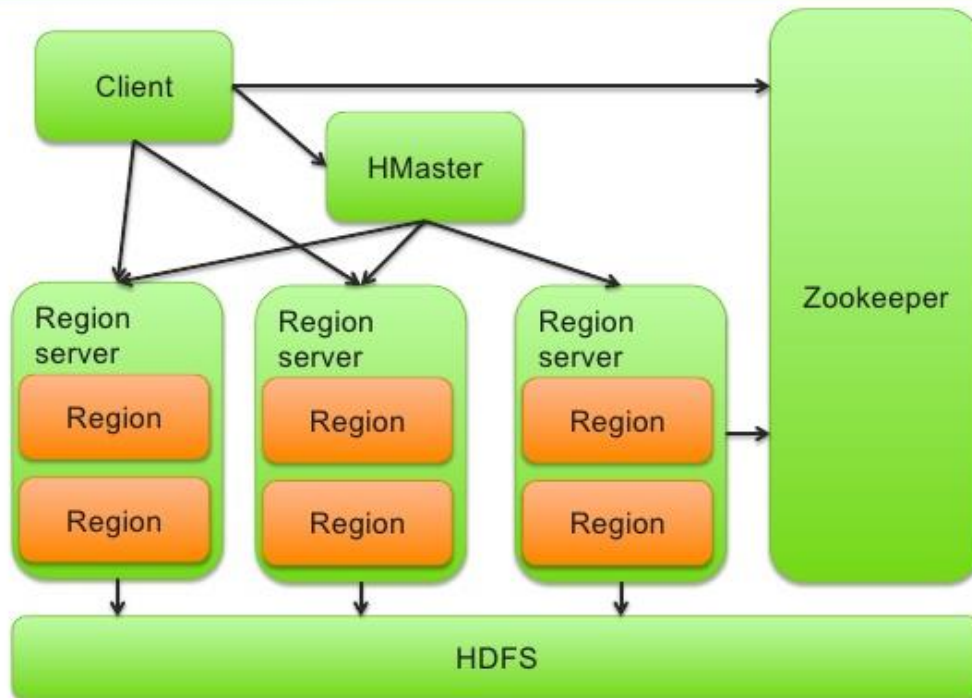 Client
HMaster
Zookeeper
Region
server
Region
Region
Region
server
Region
Region
Region
server
Region
Region
HDFS